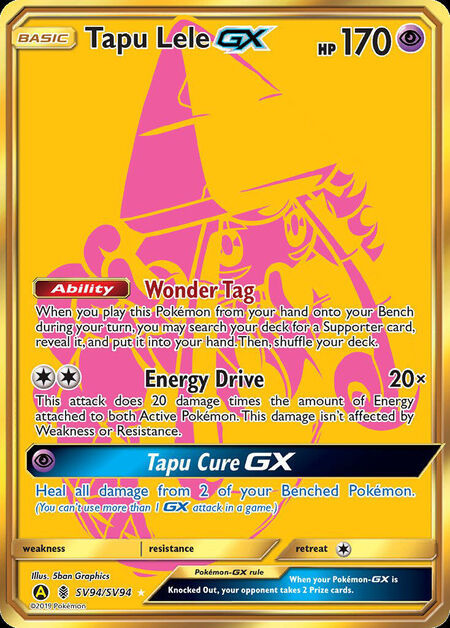 BASIC Tapu Lele GX HP 170
Ability Wonder Tag
When you play this Pokémon from your hand onto your Bench
during your turn, you may search your deck for a Supporter card,
reveal it, and put it into your hand. Then, shuffle your deck.
Energy Drive 20×
This attack does 20 damage times the amount of Energy
attached to both Active Pokémon. This damage isn't affected by
Weakness or Resistance.
Tapu Cure GX
Heal all damage from 2 of your Benched Pokémon.
(You can't use more than 1 GX attack in a game.)
weakness resistance retreat
Illus. 5ban Graphics
Pokémon-GX rule
When your Pokémon-GX is
Knocked Out, your opponent takes 2 Prize cards.
A SV94/SV94
©2019 Pokémon